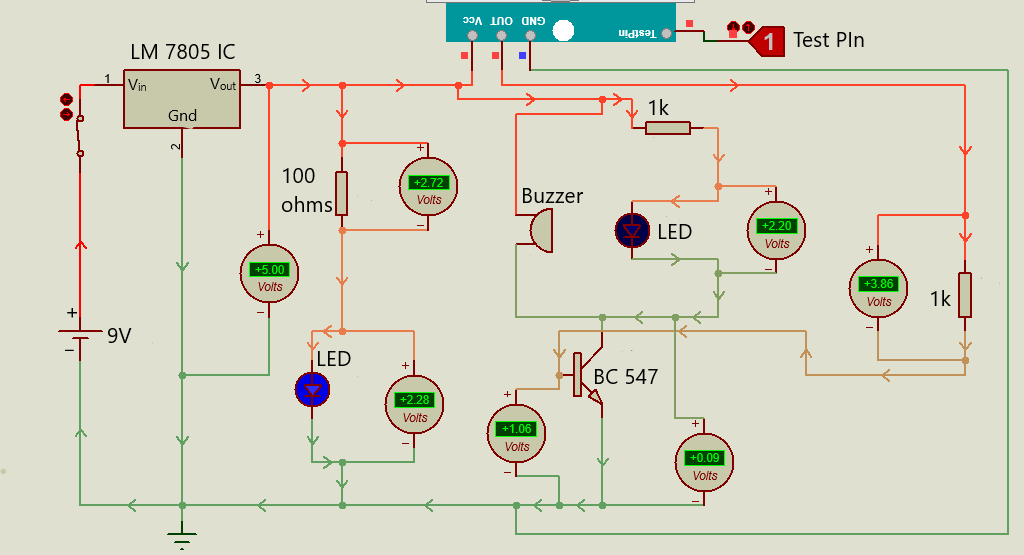 Vcc OUT GND
TestPin
1
Test PIn
LM 7805 IC
1
Vin
Vout
3
Gnd
2
1k
100
ohms
+2.72
Volts
Buzzer
LED
+2.20
Volts
+5.00
Volts
+3.86
Volts
1k
9V
LED
+2.28
Volts
BC 547
+1.06
Volts
+0.09
Volts